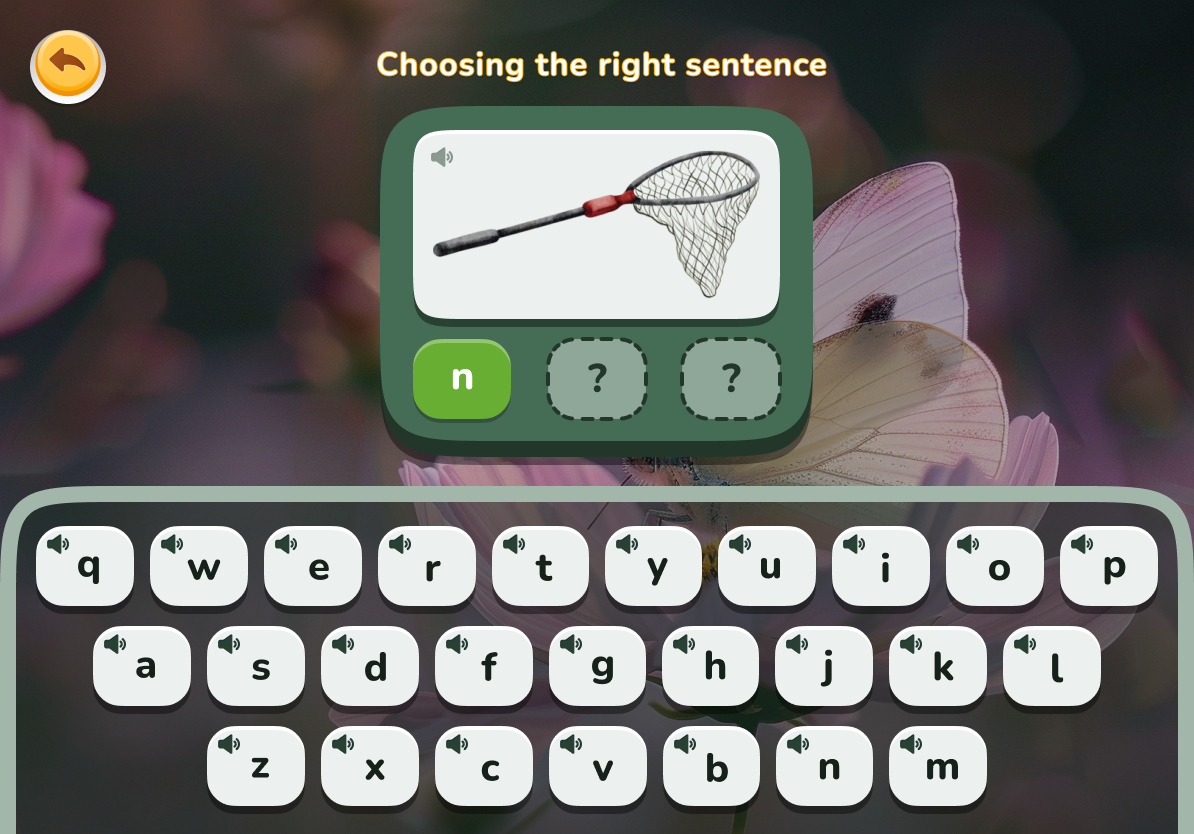 Choosing the right sentence
n ? ?
q w e r t y u i o p
a s d f g h j k l
z x c v b n m